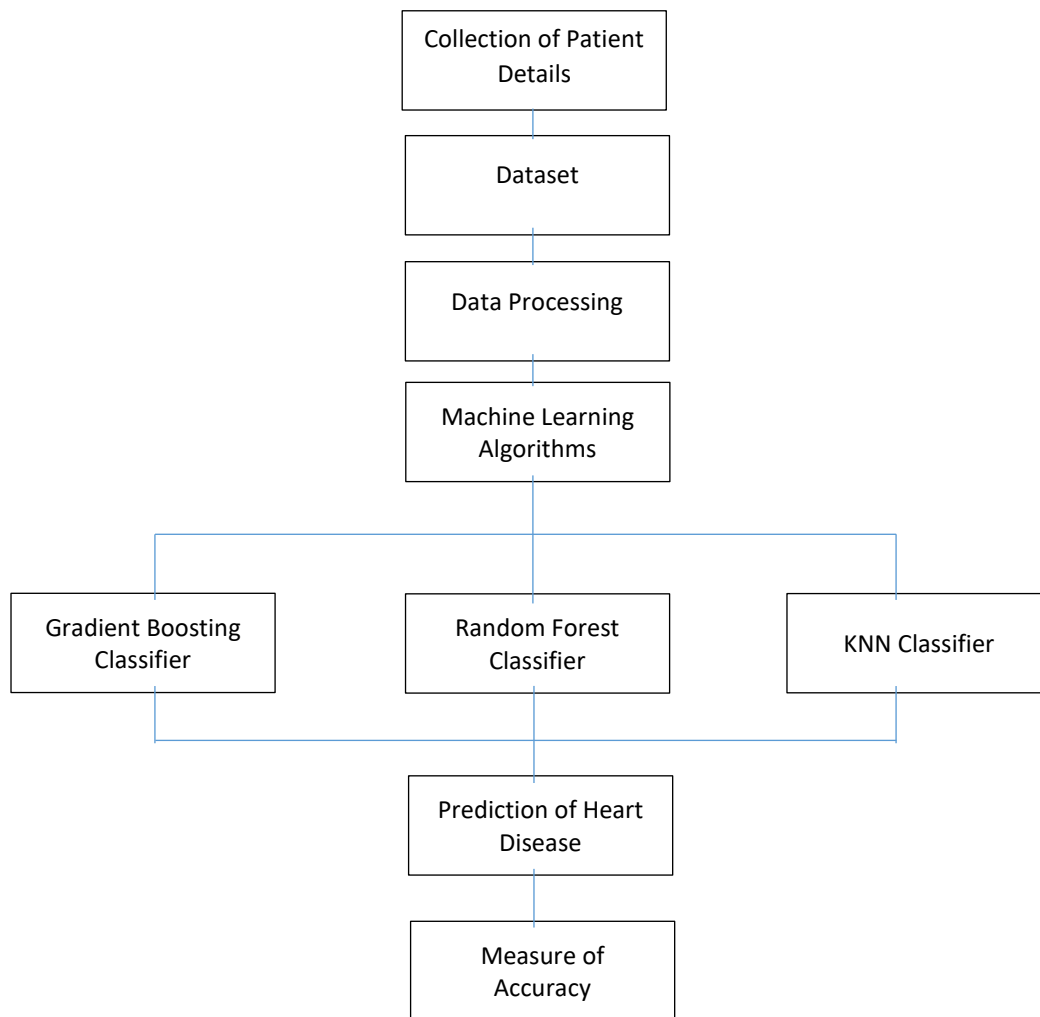 Collection of Patient
Details
Dataset
Data Processing
Machine Learning
Algorithms
Gradient Boosting
Classifier
Random Forest
Classifier
KNN Classifier
Prediction of Heart
Disease
Measure of
Accuracy